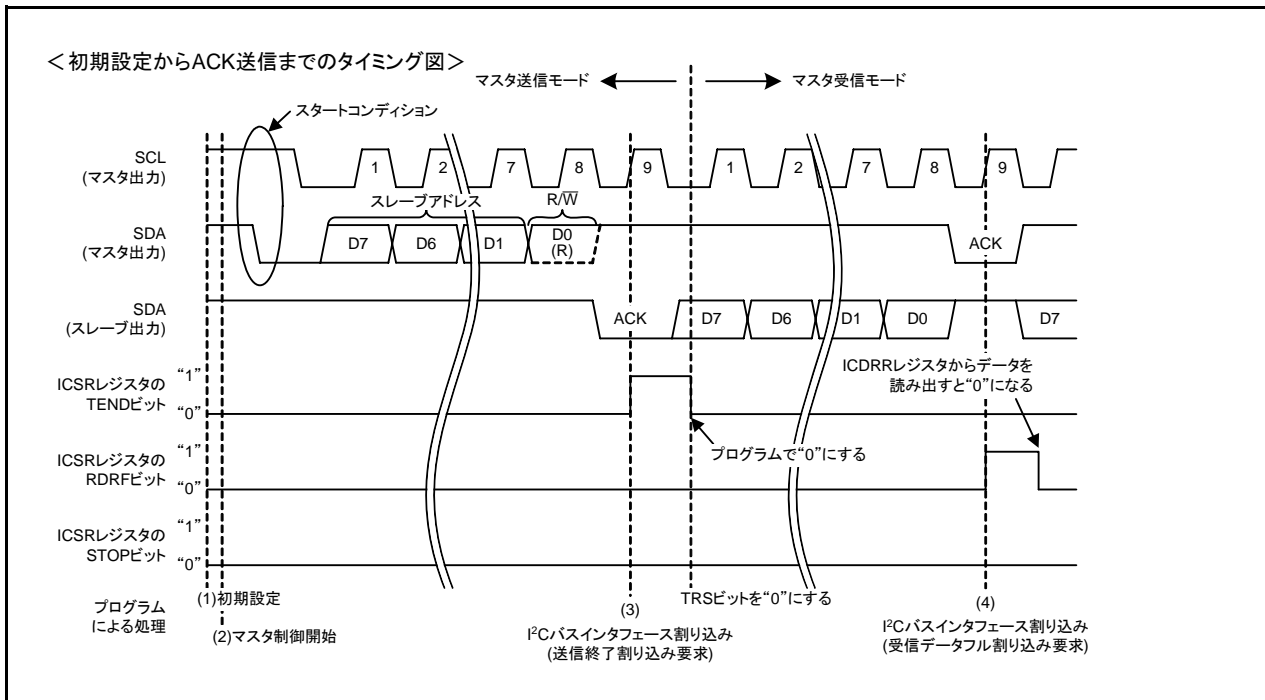 ＜初期設定からACK送信までのタイミング図＞
マスタ送信モード
マスタ受信モード
スタートコンディション
SCL
(マスタ出力)
1
2
7
8
9
1
2
7
8
9
スレーブアドレス
R/W̅
SDA
(マスタ出力)
D7
D6
D1
D0
(R)
ACK
SDA
(スレーブ出力)
ACK
D7
D6
D1
D0
D7
ICDRRレジスタからデータを
読み出すと“0”になる
ICSRレジスタの
TENDビット
“1”
“0”
プログラムで“0”にする
ICSRレジスタの
RDRFビット
“1”
“0”
ICSRレジスタの
STOPビット
“1”
“0”
プログラム
による処理
(1)初期設定
(2)マスタ制御開始
(3)
I²Cバスインタフェース割り込み
(送信終了割り込み要求)
TRSビットを“0”にする
(4)
I²Cバスインタフェース割り込み
(受信データフル割り込み要求)